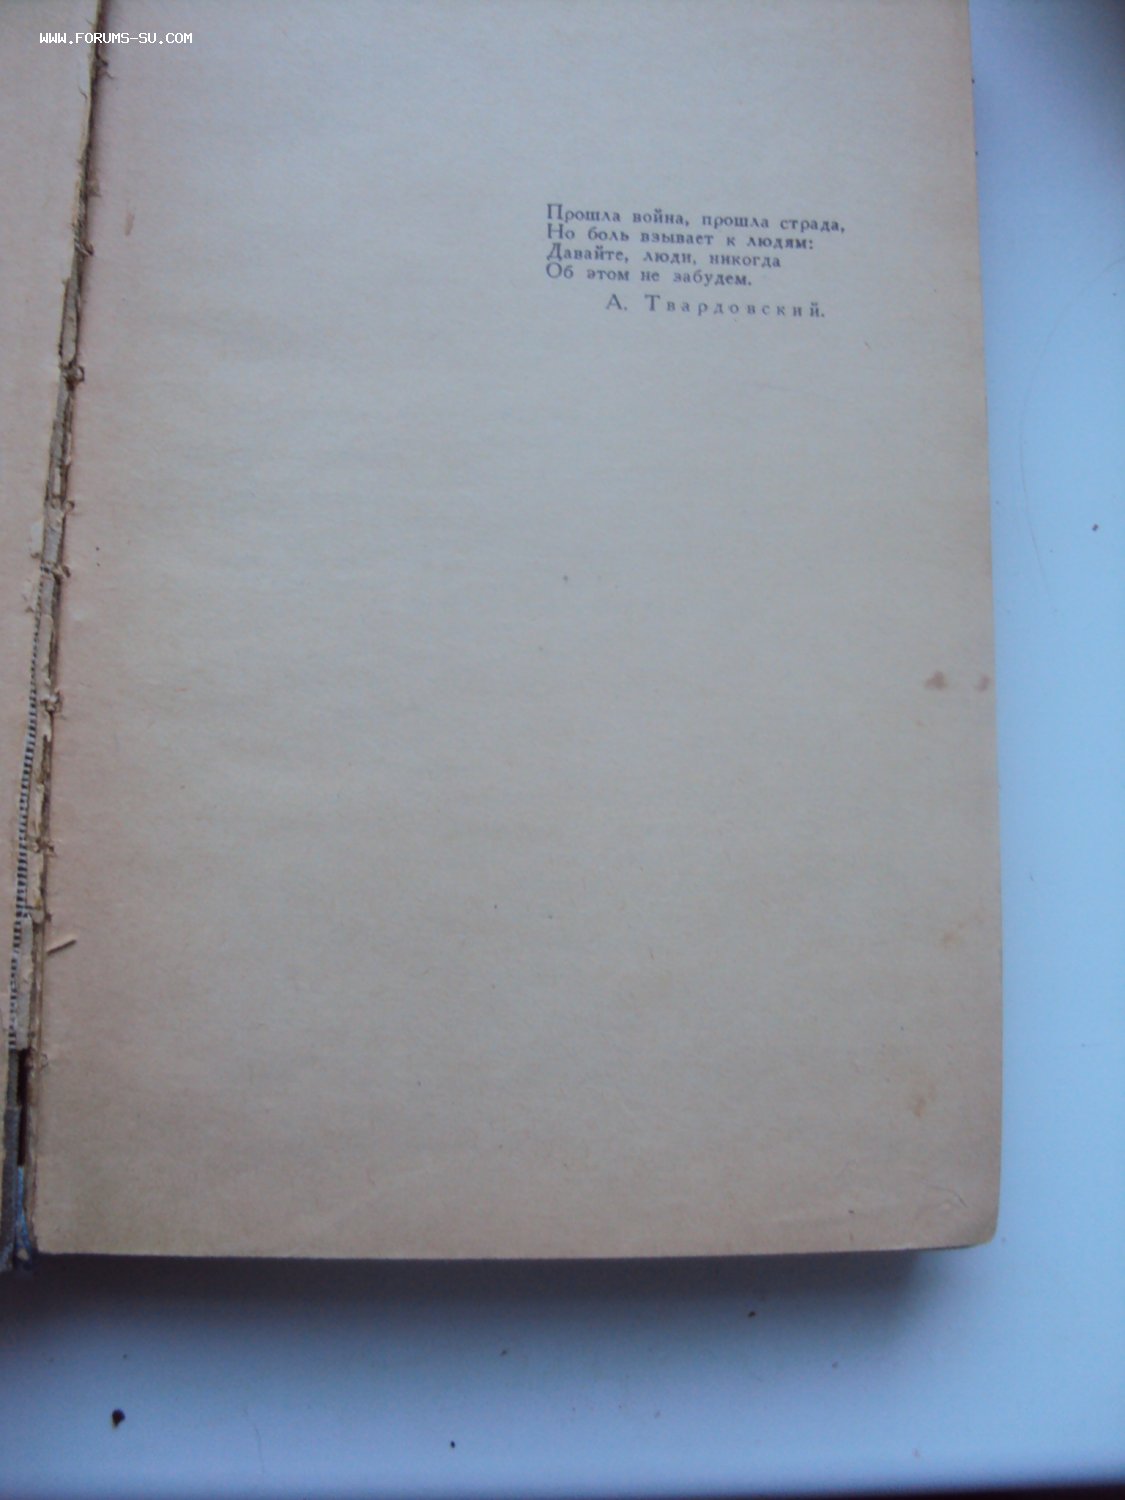 WWW.FORUMS-SU.COM
Прошла война, прошла страда,
Но боль взывает к людям:
Давайте, люди, никогда
Об этом не забудем.
А. Твардовский.